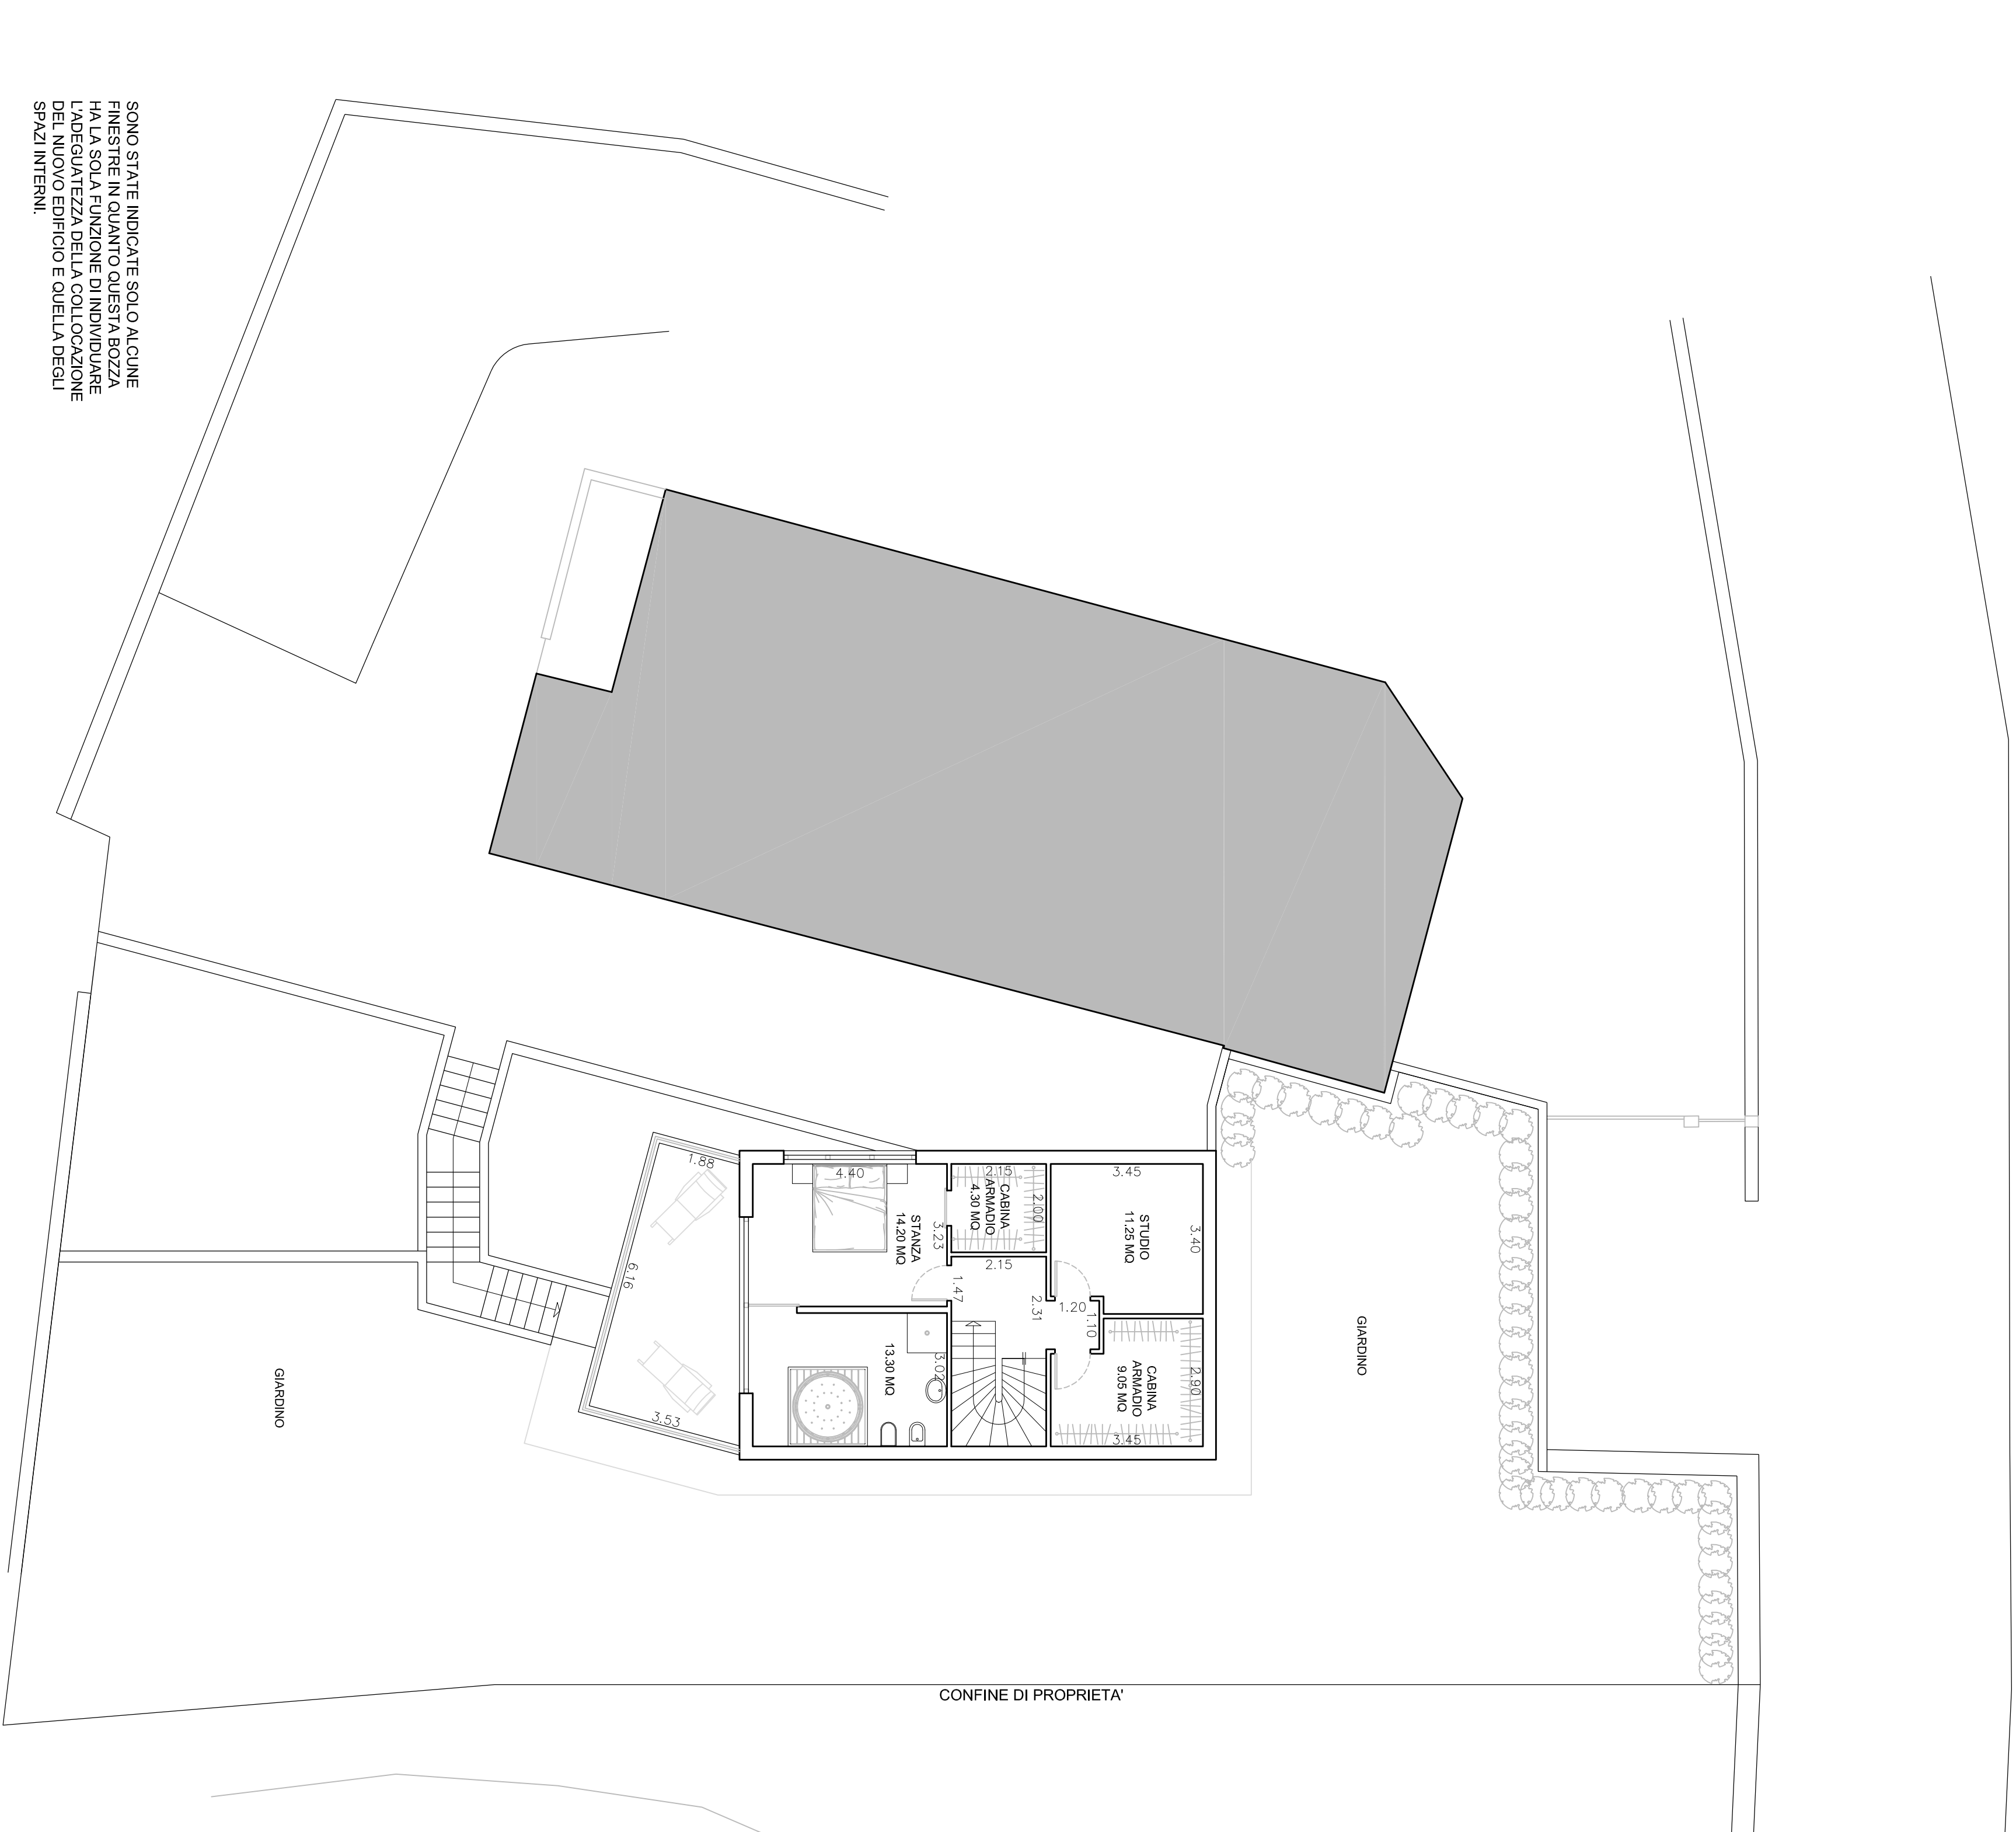 SONO STATE INDICATE SOLO ALCUNE
FINESTRE IN QUANTO QUESTA BOZZA
HA LA SOLA FUNZIONE DI INDIVIDUARE
L'ADEGUATEZZA DELLA COLLOCAZIONE
DEL NUOVO EDIFICIO E QUELLA DEGLI
SPAZI INTERNI.
1.88
6.16
3.53
4.40
STANZA
14.20 MQ
3.23
2.15
CABINA
ARMADIO
4.30 MQ
2.00
3.45
STUDIO
11.25 MQ
3.40
2.15
1.47
2.31
1.20
1.10
13.30 MQ
3.02
CABINA
ARMADIO
9.05 MQ
2.90
3.45
GIARDINO
GIARDINO
CONFINE DI PROPRIETA'